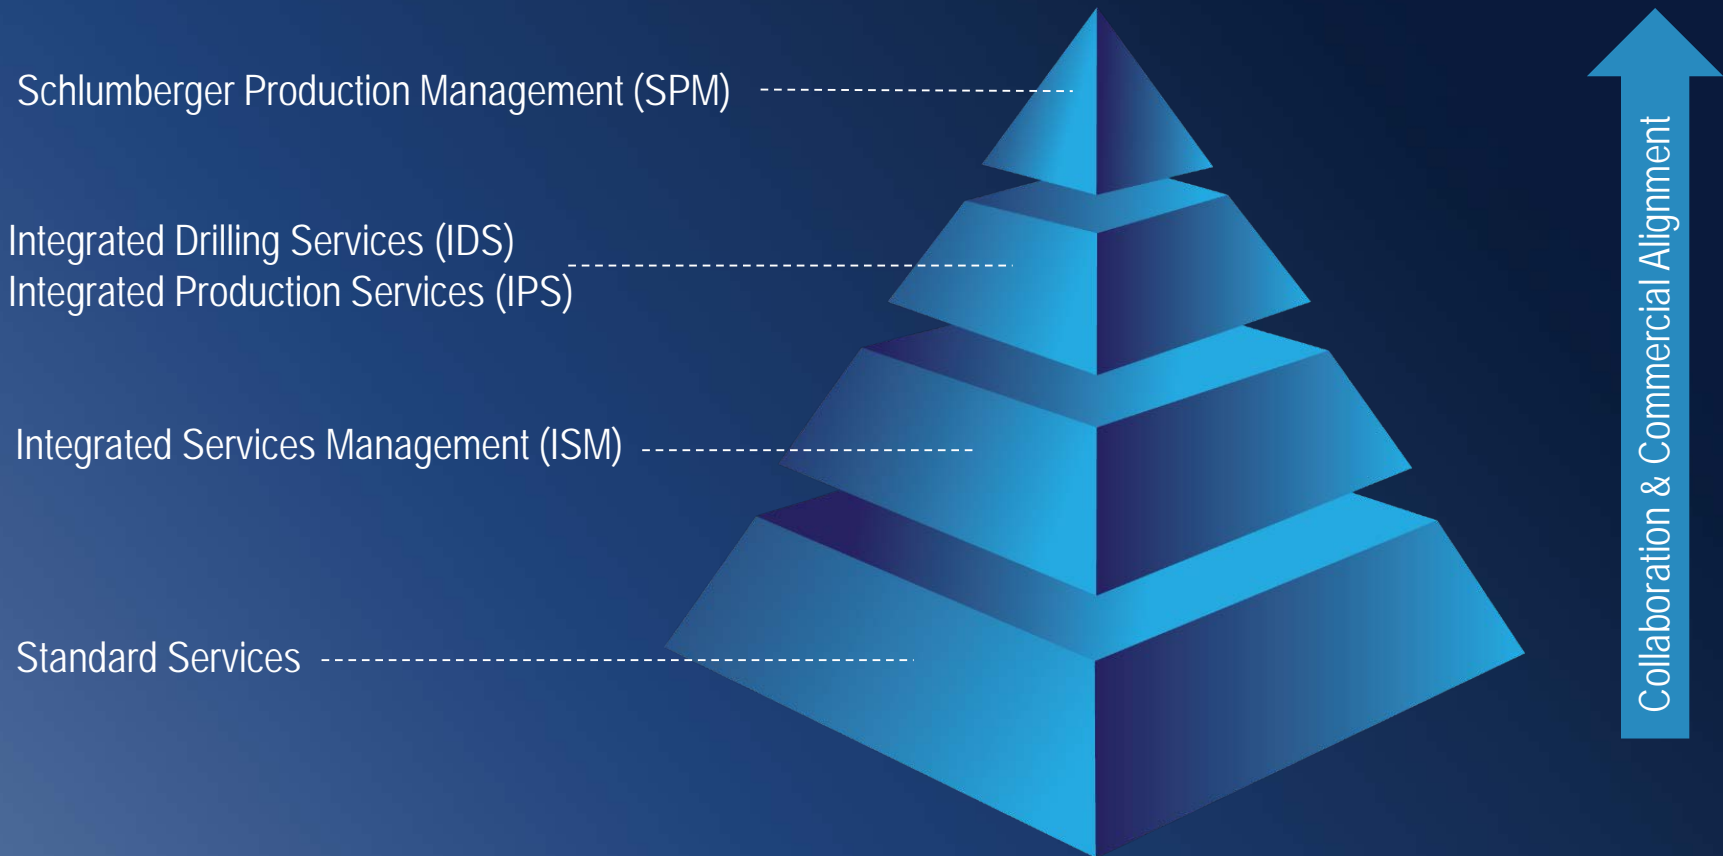 Schlumberger Production Management (SPM)
Integrated Drilling Services (IDS)
Integrated Production Services (IPS)
Integrated Services Management (ISM)
Standard Services
Collaboration & Commercial Alignment